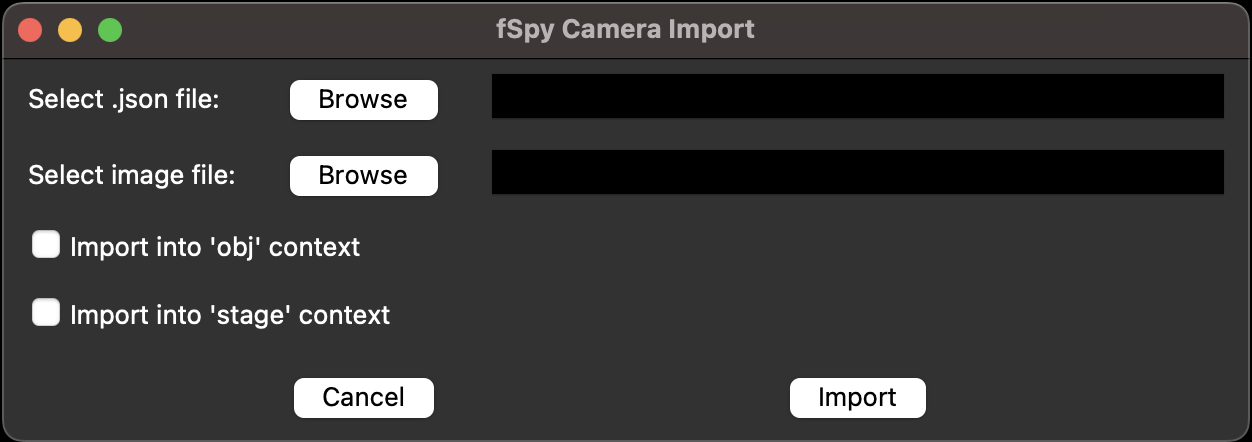 fSpy Camera Import
Select .json file: Browse
Select image file: Browse
Import into 'obj' context
Import into 'stage' context
Cancel Import